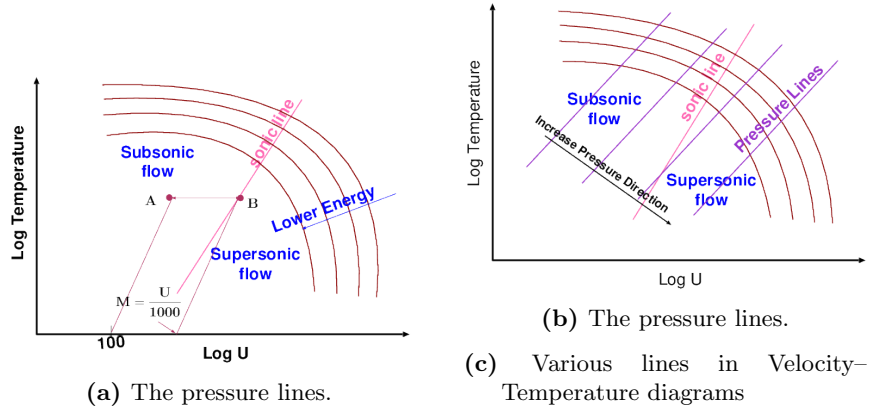 Log Temperature
Subsonic
flow
sonic line
A
B
Lower Energy
Supersonic
flow
M = U
1000
100
Log U
(a) The pressure lines.
Log Temperature
Subsonic
flow
sonic line
Pressure Lines
Increase Pressure Direction
Supersonic
flow
Log U
(b) The pressure lines.
(c) Various lines in Velocity–
Temperature diagrams